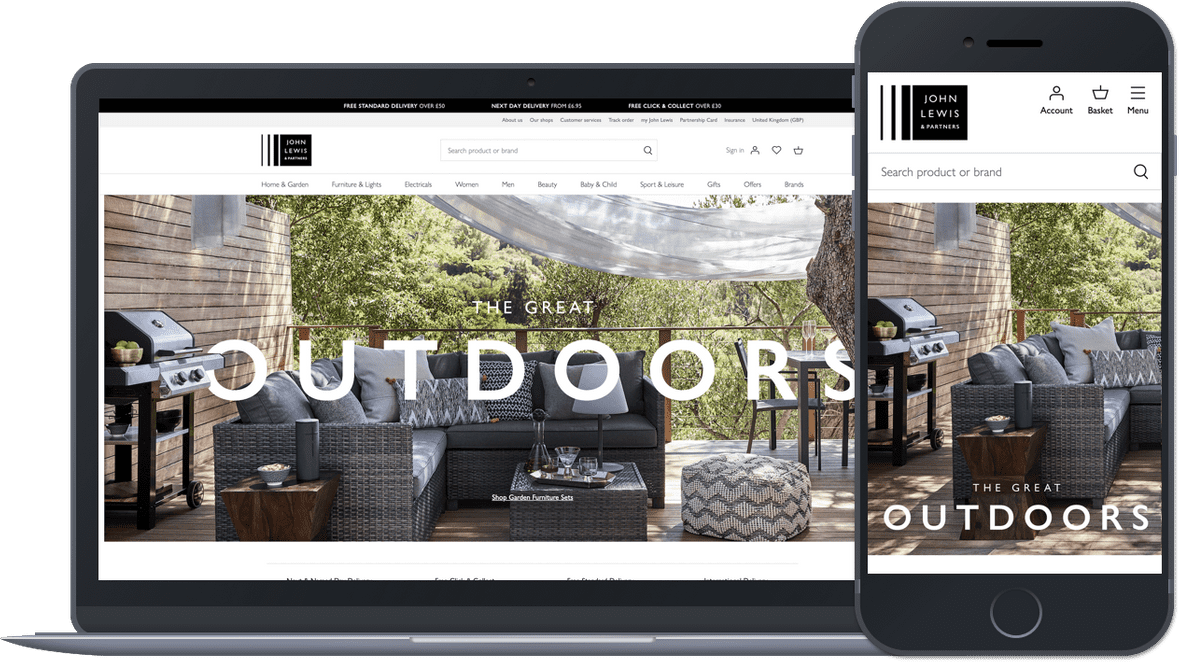 FREE STANDARD DELIVERY OVER £50
NEXT DAY DELIVERY FROM £6.95
FREE CLICK & COLLECT OVER £30
About us
Our shops
Customer services
Track order
my John Lewis
Partnership Card
Insurance
United Kingdom (GBP)
JOHN
LEWIS
& PARTNERS
Search product or brand
Sign in
Home & Garden
Furniture & Lights
Electricals
Women
Men
Beauty
Baby & Child
Sport & Leisure
Gifts
Offers
Brands
THE GREAT
OUTDOORS
Shop Garden Furniture Sets
JOHN
LEWIS
& PARTNERS
Account
Basket
Menu
Search product or brand
THE GREAT
OUTDOORS